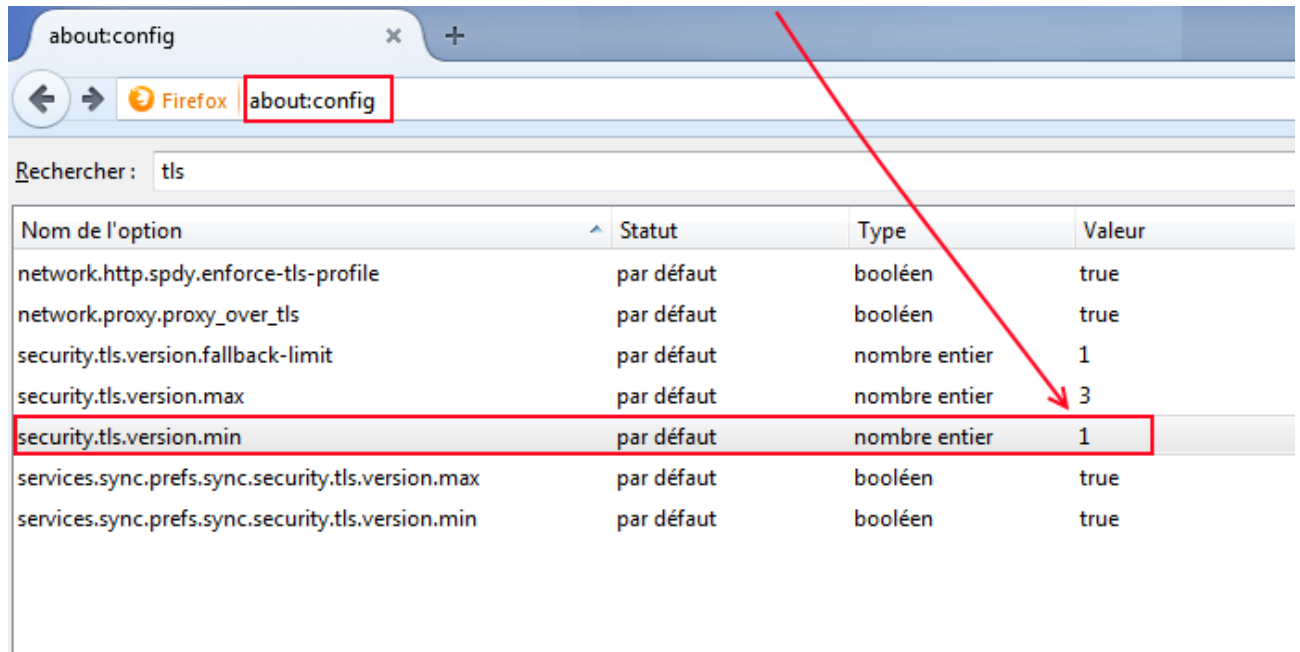 about:config
Firefox about:config
Rechercher : tls
Nom de l'option Statut Type Valeur
network.http.spdy.enforce-tls-profile par défaut booléen true
network.proxy.proxy_over_tls par défaut booléen true
security.tls.version.fallback-limit par défaut nombre entier 1
security.tls.version.max par défaut nombre entier 3
security.tls.version.min par défaut nombre entier 1
services.sync.prefs.sync.security.tls.version.max par défaut booléen true
services.sync.prefs.sync.security.tls.version.min par défaut booléen true